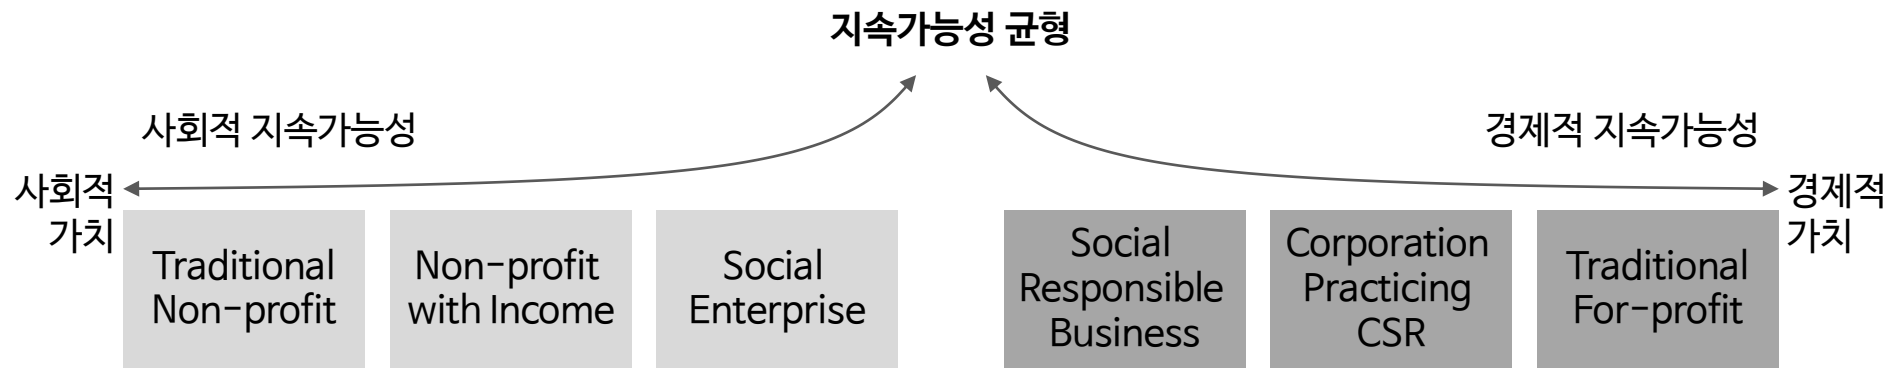 지속가능성 균형
사회적 지속가능성
경제적 지속가능성
사회적
가치
경제적
가치
Traditional
Non-profit
Non-profit
with Income
Social
Enterprise
Social
Responsible
Business
Corporation
Practicing
CSR
Traditional
For-profit